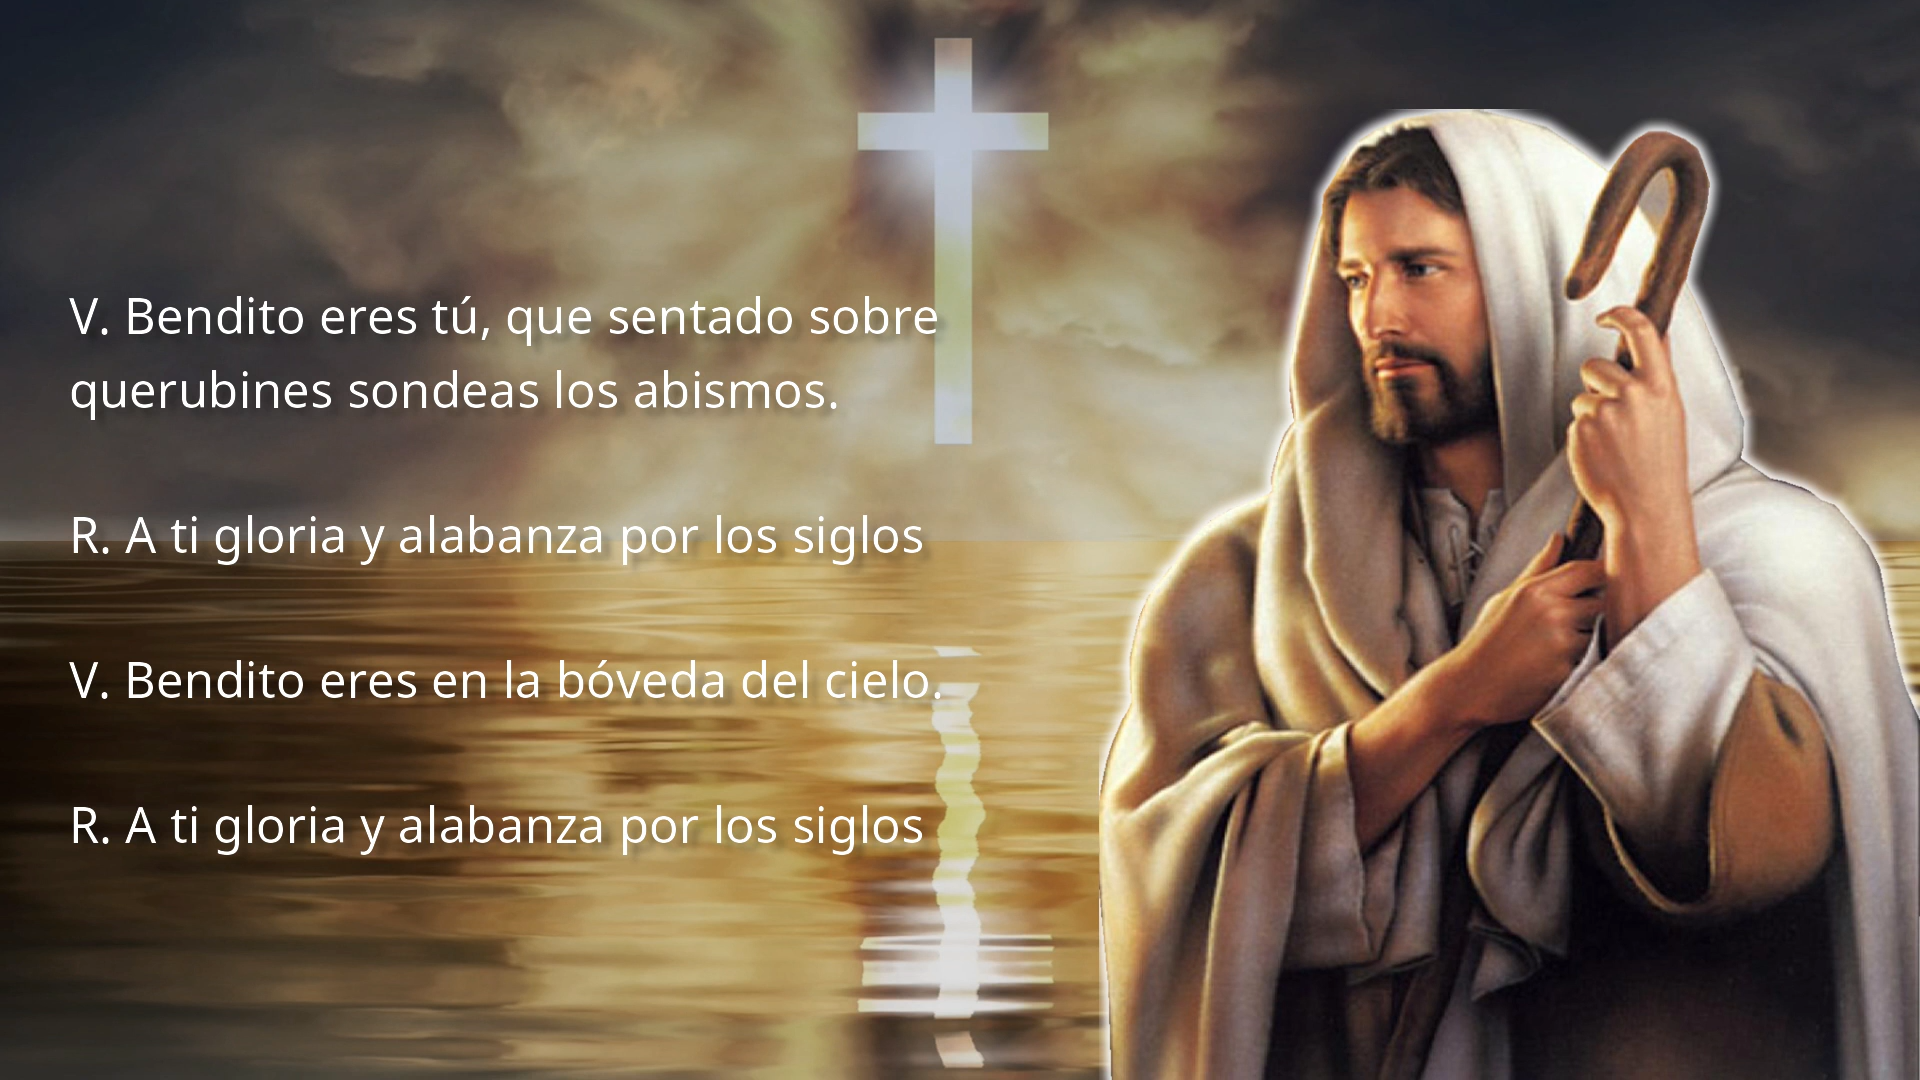 V. Bendito eres tú, que sentado sobre
querubines sondeas los abismos.
R. A ti gloria y alabanza por los siglos
V. Bendito eres en la bóveda del cielo.
R. A ti gloria y alabanza por los siglos